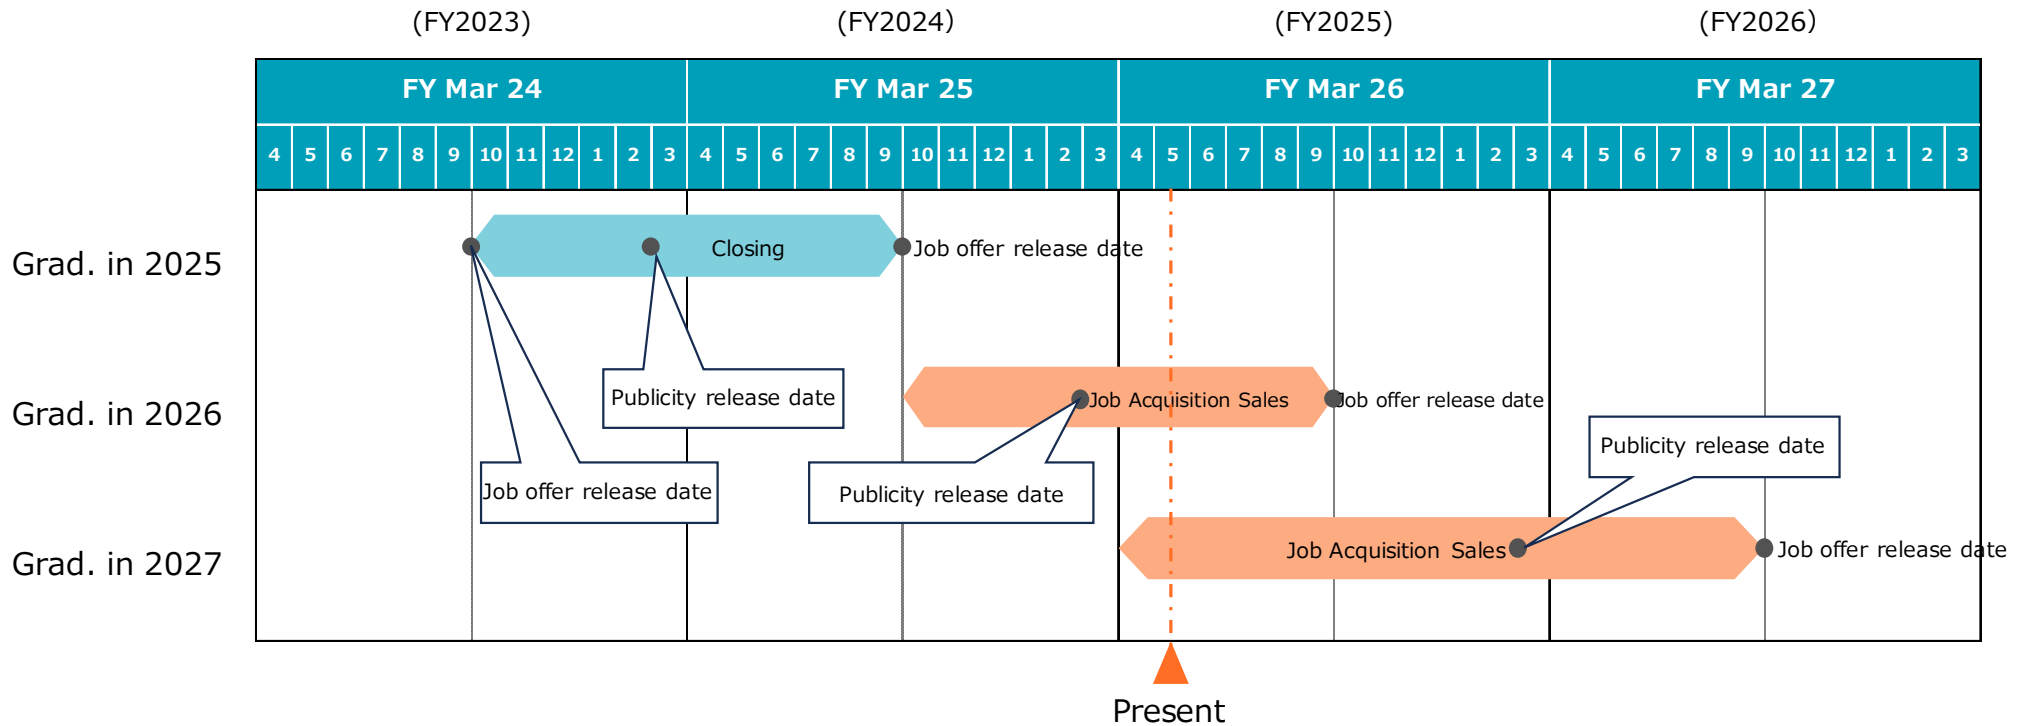 (FY2023) (FY2024) (FY2025) (FY2026)
FY Mar 24 FY Mar 25 FY Mar 26 FY Mar 27
4 5 6 7 8 9 10 11 12 1 2 3 4 5 6 7 8 9 10 11 12 1 2 3 4 5 6 7 8 9 10 11 12 1 2 3 4 5 6 7 8 9 10 11 12 1 2 3
Grad. in 2025
Closing
Job offer release date
Publicity release date
Job offer release date
Grad. in 2026
Job Acquisition Sales
Job offer release date
Publicity release date
Publicity release date
Grad. in 2027
Job Acquisition Sales
Job offer release date
Present